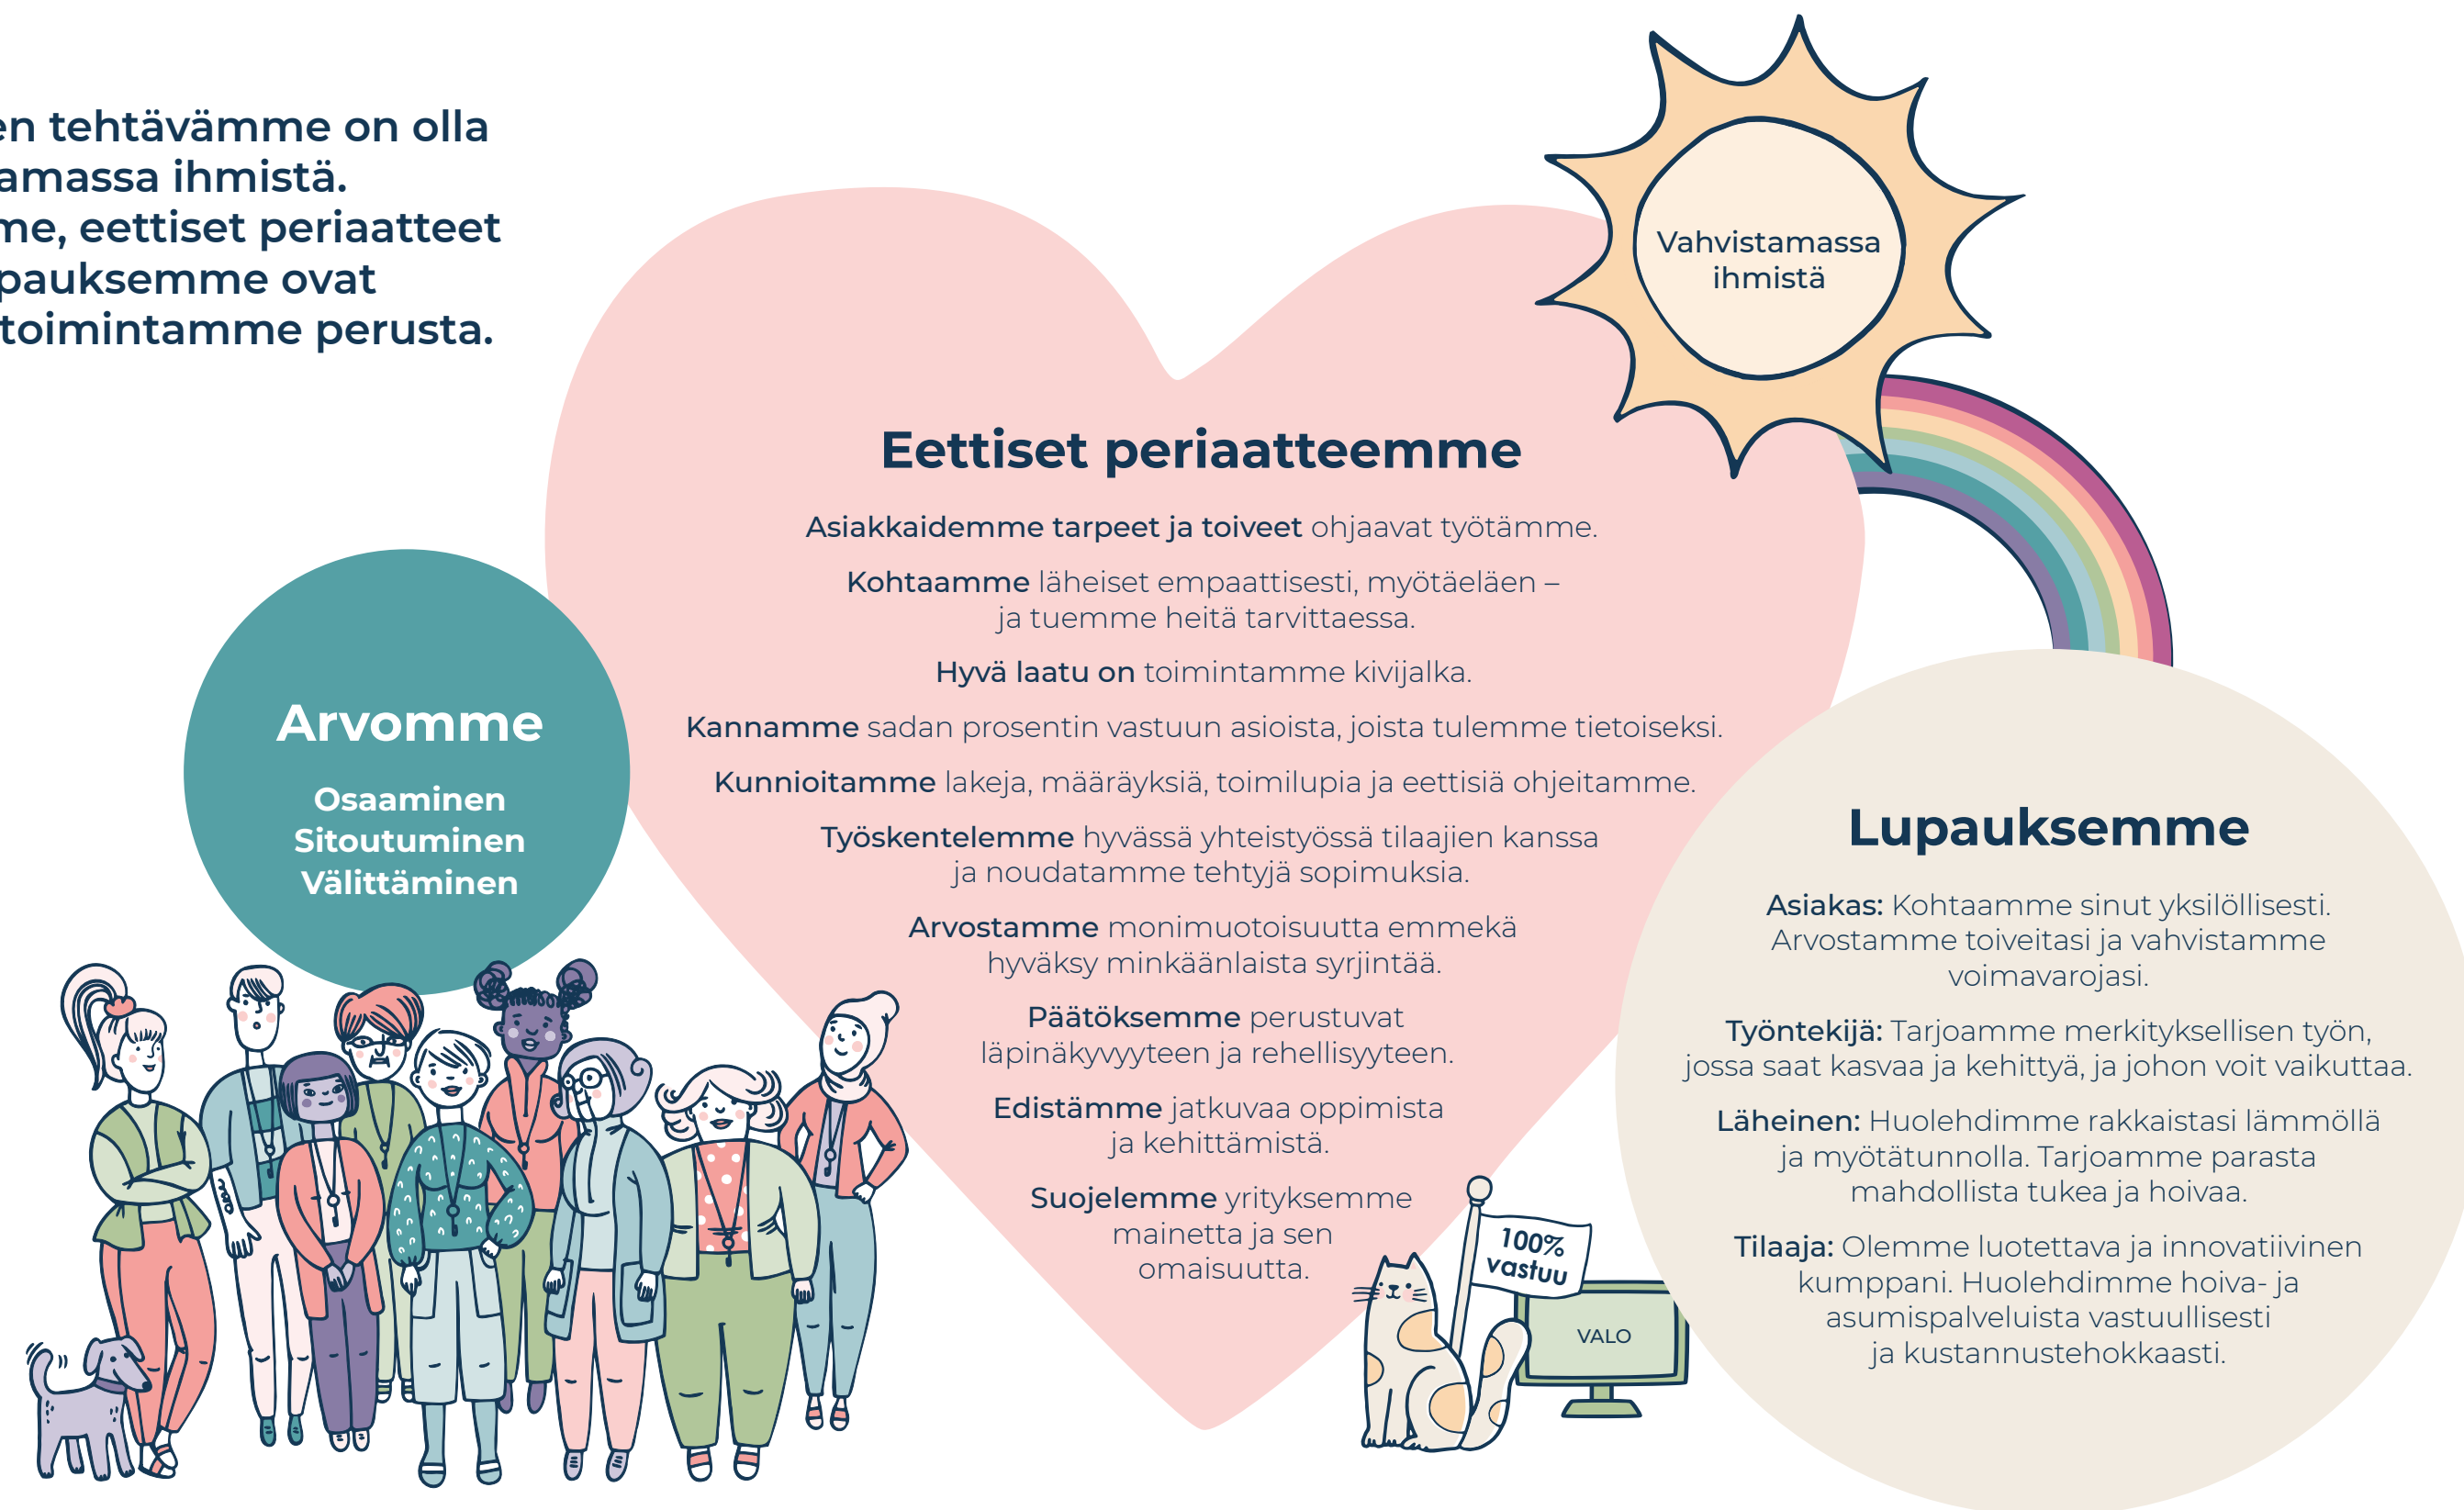 en tehtävämme on olla
amassa ihmistä.
me, eettiset periaatteet
pauksemme ovat
toimintamme perusta.
Vahvistamassa
ihmistä
Eettiset periaatteemme
Asiakkaidemme tarpeet ja toiveet ohjaavat työtämme.
Kohtaamme läheiset empaattisesti, myötäeläen –
ja tuemme heitä tarvittaessa.
Hyvä laatu on toimintamme kivijalka.
Kannamme sadan prosentin vastuun asioista, joista tulemme tietoiseksi.
Kunnioitamme lakeja, määräyksiä, toimilupia ja eettisiä ohjeitamme.
Työskentelemme hyvässä yhteistyössä tilaajien kanssa
ja noudatamme tehtyjä sopimuksia.
Arvostamme monimuotoisuutta emmekä
hyväksy minkäänlaista syrjintää.
Päätöksemme perustuvat
läpinäkyvyyteen ja rehellisyyteen.
Edistämme jatkuvaa oppimista
ja kehittämistä.
Suojelemme yrityksemme
mainetta ja sen
omaisuutta.
Arvomme
Osaaminen
Sitoutuminen
Välittäminen
100%
vastuu
VALO
Lupauksemme
Asiakas: Kohtaamme sinut yksilöllisesti.
Arvostamme toiveitasi ja vahvistamme
voimavarojasi.
Työntekijä: Tarjoamme merkityksellisen työn,
jossa saat kasvaa ja kehittyä, ja johon voit vaikuttaa.
Läheinen: Huolehdimme rakkaistasi lämmöllä
ja myötätunnolla. Tarjoamme parasta
mahdollista tukea ja hoivaa.
Tilaaja: Olemme luotettava ja innovatiivinen
kumppani. Huolehdimme hoiva- ja
asumispalveluista vastuullisesti
ja kustannustehokkaasti.